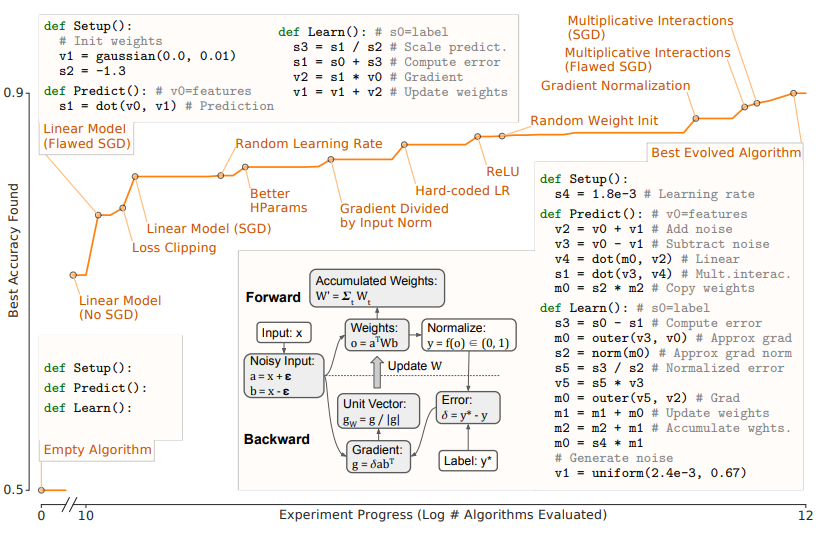 def Setup():
# Init weights
v1 = gaussian(0.0, 0.01)
s2 = -1.3
def Predict(): # v0=features
s1 = dot(v0, v1) # Prediction
def Learn(): # s0=label
s3 = s1 / s2 # Scale predict.
s1 = s0 + s3 # Compute error
v2 = s1 * v0 # Gradient
v1 = v1 + v2 # Update weights
Multiplicative Interactions
(SGD)
Multiplicative Interactions
(Flawed SGD)
Gradient Normalization
0.9
Linear Model
(Flawed SGD)
Random Learning Rate
Random Weight Init
Best Evolved Algorithm
ReLU
Better
HParams
Hard-coded LR
Gradient Divided
by Input Norm
Linear Model (SGD)
Loss Clipping
Linear Model
(No SGD)
Best Accuracy Found
def Setup():
s4 = 1.8e-3 # Learning rate
def Predict(): # v0=features
v2 = v0 + v1 # Add noise
v3 = v0 - v1 # Subtract noise
v4 = dot(m0, v2) # Linear
s1 = dot(v3, v4) # Mult.interac.
m0 = s2 * m2 # Copy weights
def Learn(): # s0=label
s3 = s0 - s1 # Compute error
m0 = outer(v3, v0) # Approx grad
s2 = norm(m0) # Approx grad norm
s5 = s3 / s2 # Normalized error
v5 = s5 * v3
m0 = outer(v5, v2) # Grad
m1 = m1 + m0 # Update weights
m2 = m2 + m1 # Accumulate wghts.
m0 = s4 * m1
# Generate noise
v1 = uniform(2.4e-3, 0.67)
Forward
Accumulated Weights:
W' = Σt Wt
Input: x
Weights:
o = aᵀWb
Normalize:
y = f(o) ∈ (0, 1)
Noisy Input:
a = x + ε
b = x - ε
Update W
Unit Vector:
gW = g / |g|
Error:
δ = y* - y
Backward
Gradient:
g = δabᵀ
Label: y*
def Setup():
def Predict():
def Learn():
Empty Algorithm
0.5
0
10
Experiment Progress (Log # Algorithms Evaluated)
12